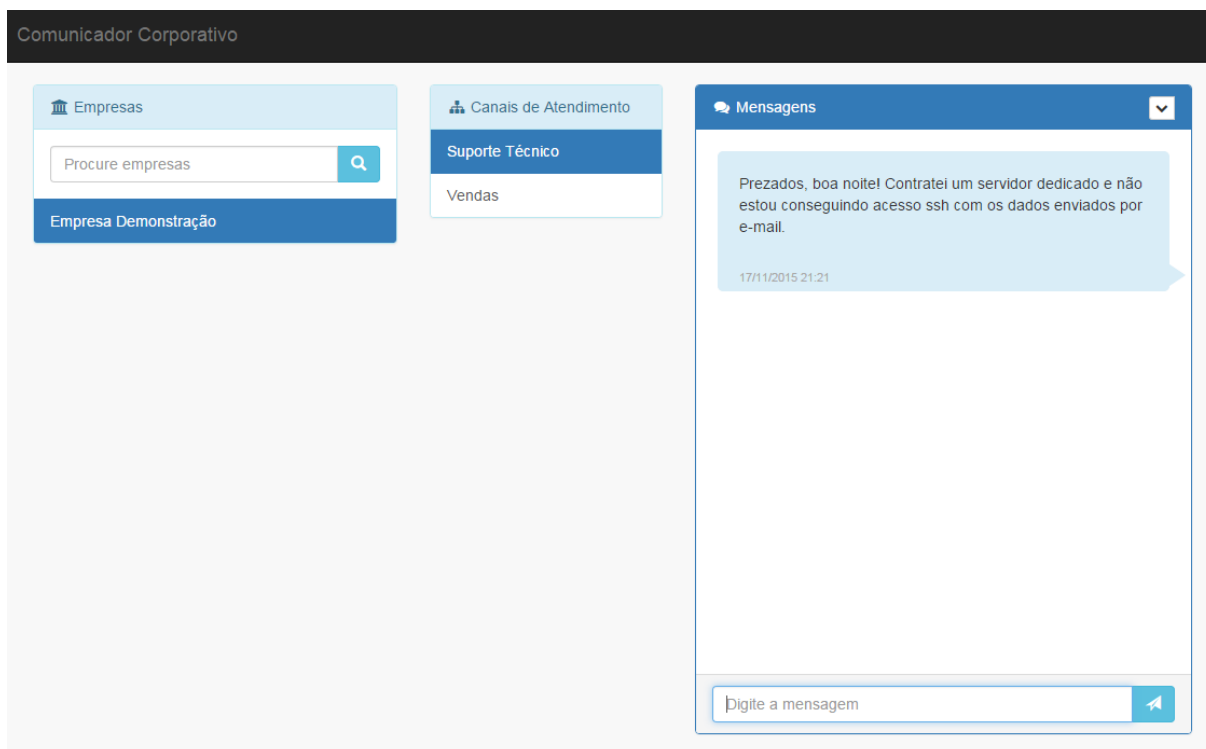 Comunicador Corporativo
Empresas
Procure empresas
Empresa Demonstração
Canais de Atendimento
Suporte Técnico
Vendas
Mensagens
Prezados, boa noite! Contratei um servidor dedicado e não
estou conseguindo acesso ssh com os dados enviados por
e-mail.
17/11/2015 21:21
Digite a mensagem